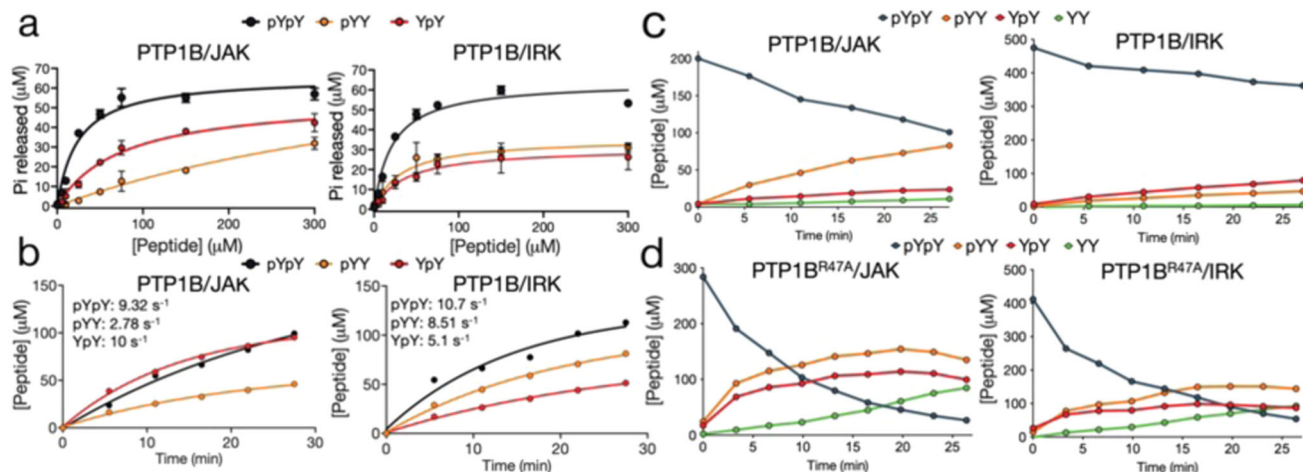 a
pYpY pYY YpY
PTP1B/JAK
Pi released (μM)
70
60
50
40
30
20
10
0
0 100 200 300
[Peptide] (μM)
PTP1B/IRK
Pi released (μM)
70
60
50
40
30
20
10
0
0 100 200 300
[Peptide] (μM)
b
pYpY pYY YpY
PTP1B/JAK
pYpY: 9.32 s⁻¹
pYY: 2.78 s⁻¹
YpY: 10 s⁻¹
[Peptide] (μM)
150
100
50
0
0 10 20 30
Time (min)
PTP1B/IRK
pYpY: 10.7 s⁻¹
pYY: 8.51 s⁻¹
YpY: 5.1 s⁻¹
[Peptide] (μM)
150
100
50
0
0 10 20 30
Time (min)
c
pYpY pYY YpY YY
PTP1B/JAK
[Peptide] (μM)
200
150
100
50
0
0 5 10 15 20 25
Time (min)
PTP1B/IRK
500
400
300
200
100
0
0 5 10 15 20 25
Time (min)
d
pYpY pYY YpY YY
PTP1Bᴿ⁴⁷ᴬ/JAK
[Peptide] (μM)
300
200
100
0
0 5 10 15 20 25
Time (min)
PTP1Bᴿ⁴⁷ᴬ/IRK
500
400
300
200
100
0
0 5 10 15 20 25
Time (min)